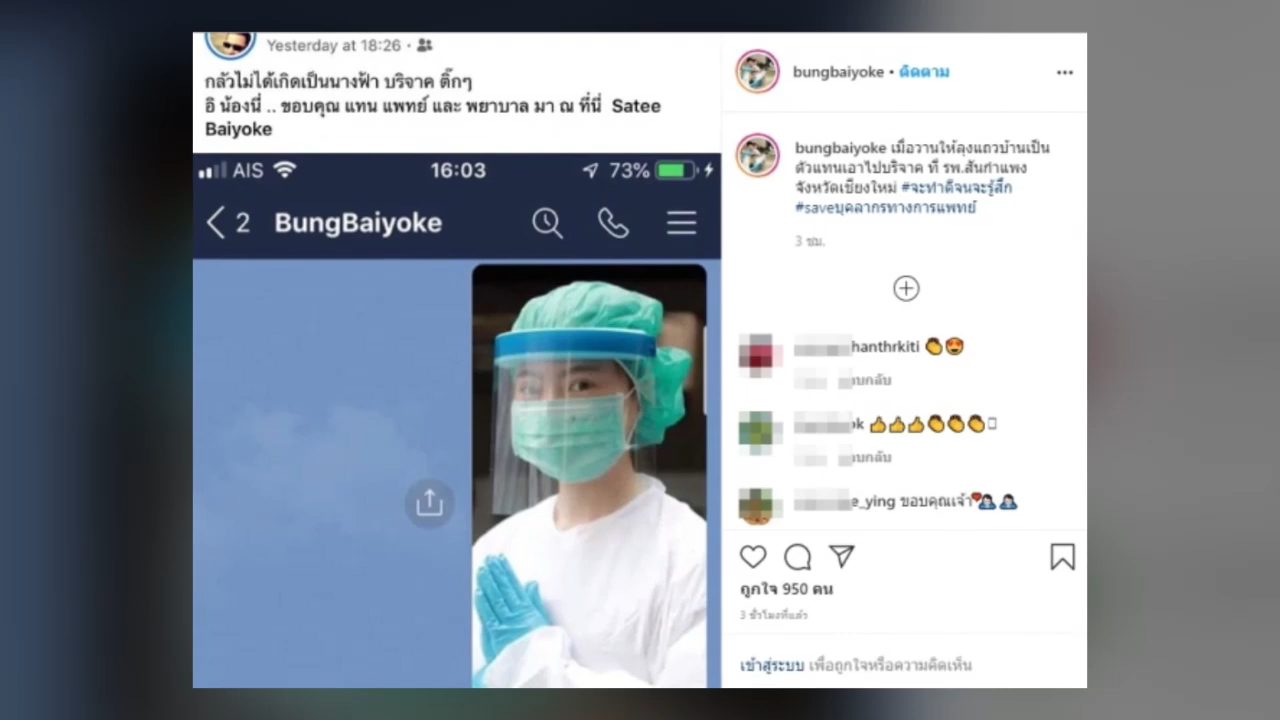 Yesterday at 18:26
กลัวไม่ได้เกิดเป็นนางฟ้า บริจาค ติ๊กๆ
อิ น้องนี่ .. ขอบคุณ แทน แพทย์ และ พยาบาล มา ณ ที่นี่ Satee
Baiyoke
AIS 16:03 73%
2 BungBaiyoke
bungbaiyoke • ติดตาม
bungbaiyoke เมื่อวานให้ลุงแถวบ้านเป็น
ตัวแทนเอาไปบริจาค ที่ รพ.สันกำแพง
จังหวัดเชียงใหม่ #จะทำดีจนจะรู้สึก
#saveบุคลากรทางการแพทย์
3 ชม.
hanthrkiti 👏😍
บกลับ
k 👍👍👍👏👏👏
บกลับ
e_ying ขอบคุณเจ้า
ถูกใจ 950 คน
3 ชั่วโมงที่แล้ว
เข้าสู่ระบบ เพื่อถูกใจหรือความคิดเห็น